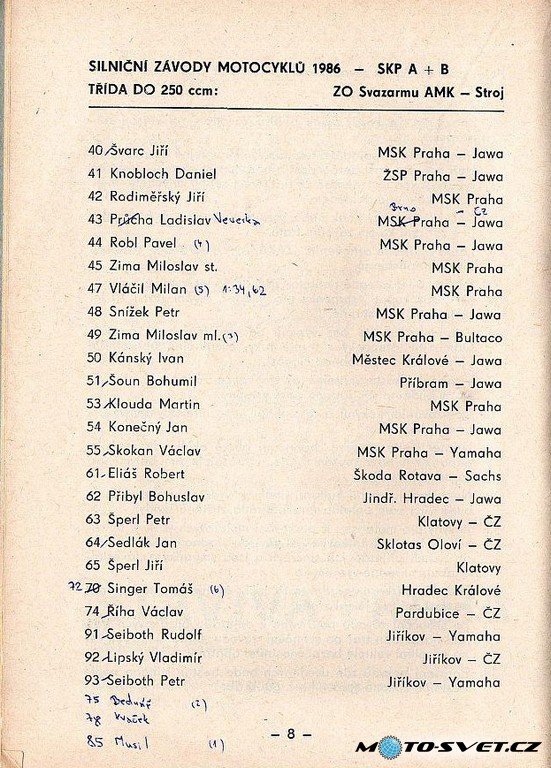 SILNIČNÍ ZÁVODY MOTOCYKLŮ 1986 — SKP A + B
TŘÍDA DO 250 ccm: ZO Svazarmu AMK — Stroj
40 Švarc Jiří MSK Praha — Jawa
41 Knobloch Daniel ŽSP Praha — Jawa
42 Rodiměřský Jiří MSK Praha
Brno — ČZ
43 Průcha Ladislav Veverka MSK Praha — Jawa
44 Robl Pavel (4) MSK Praha — Jawa
45 Zima Miloslav st. MSK Praha
47 Vláčil Milan (5) 1:34,62 MSK Praha
48 Snížek Petr MSK Praha — Jawa
49 Zima Miloslav ml. (3) MSK Praha — Bultaco
50 Kánský Ivan Městec Králové — Jawa
51 Šoun Bohumil Příbram — Jawa
53 Klouda Martin MSK Praha
54 Konečný Jan MSK Praha — Jawa
55 Skokan Václav MSK Praha — Yamaha
61 Eliáš Robert Škoda Rotava — Sachs
62 Přibyl Bohuslav Jindř. Hradec — Jawa
63 Šperl Petr Klatovy — ČZ
64 Sedlák Jan Sklotas Oloví — ČZ
65 Šperl Jiří Klatovy
72 70 Singer Tomáš (6) Hradec Králové
74 Říha Václav Pardubice — ČZ
91 Seiboth Rudolf Jiříkov — Yamaha
92 Lipský Vladimír Jiříkov — ČZ
93 Seiboth Petr Jiříkov — Yamaha
75 (2)
78
85 Musil (1)
— 8 —
MOTO-SVET.CZ